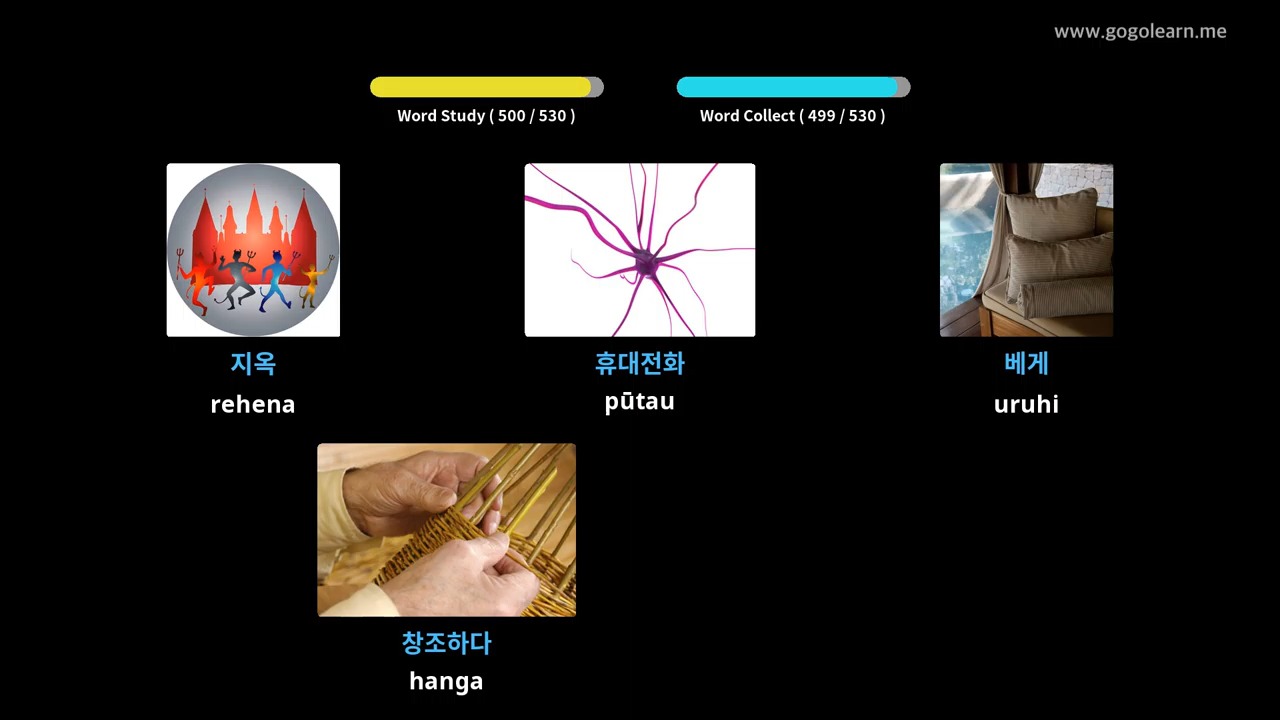 www.gogolearn.me
Word Study ( 500 / 530 )
Word Collect ( 499 / 530 )
지옥
rehena
휴대전화
pūtau
베게
uruhi
창조하다
hanga